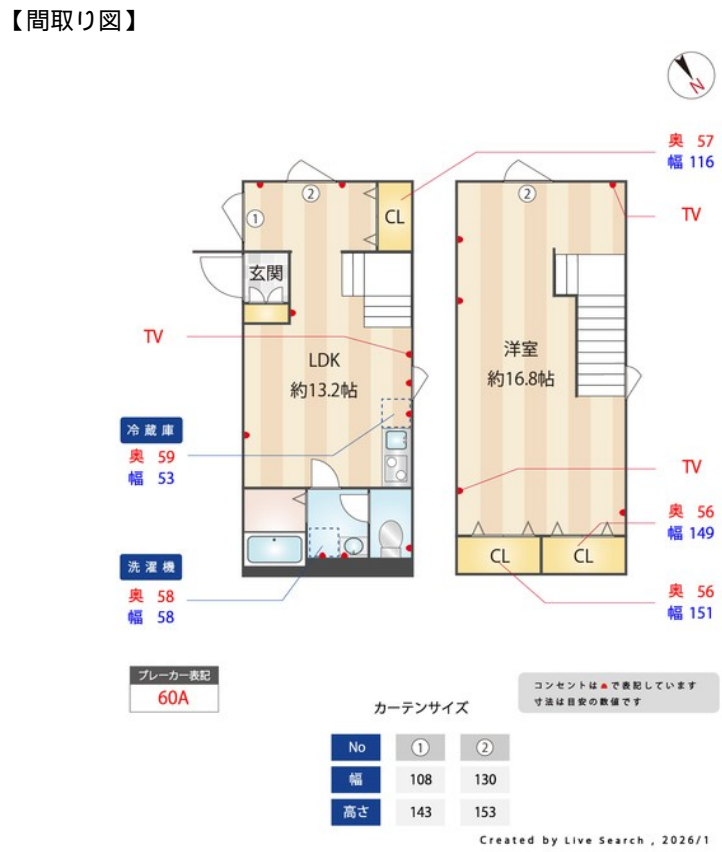 【間取り図】
N
奥 57
幅 116
①
②
CL
②
TV
玄関
TV
LDK
約13.2帖
洋室
約16.8帖
冷蔵庫
奥 59
幅 53
TV
奥 56
幅 149
CL
CL
洗濯機
奥 58
幅 58
奥 56
幅 151
ブレーカー表記
60A
コンセントは▲で表記しています
寸法は目安の数値です
カーテンサイズ
No ① ②
幅 108 130
高さ 143 153
Created by Live Search , 2026/1